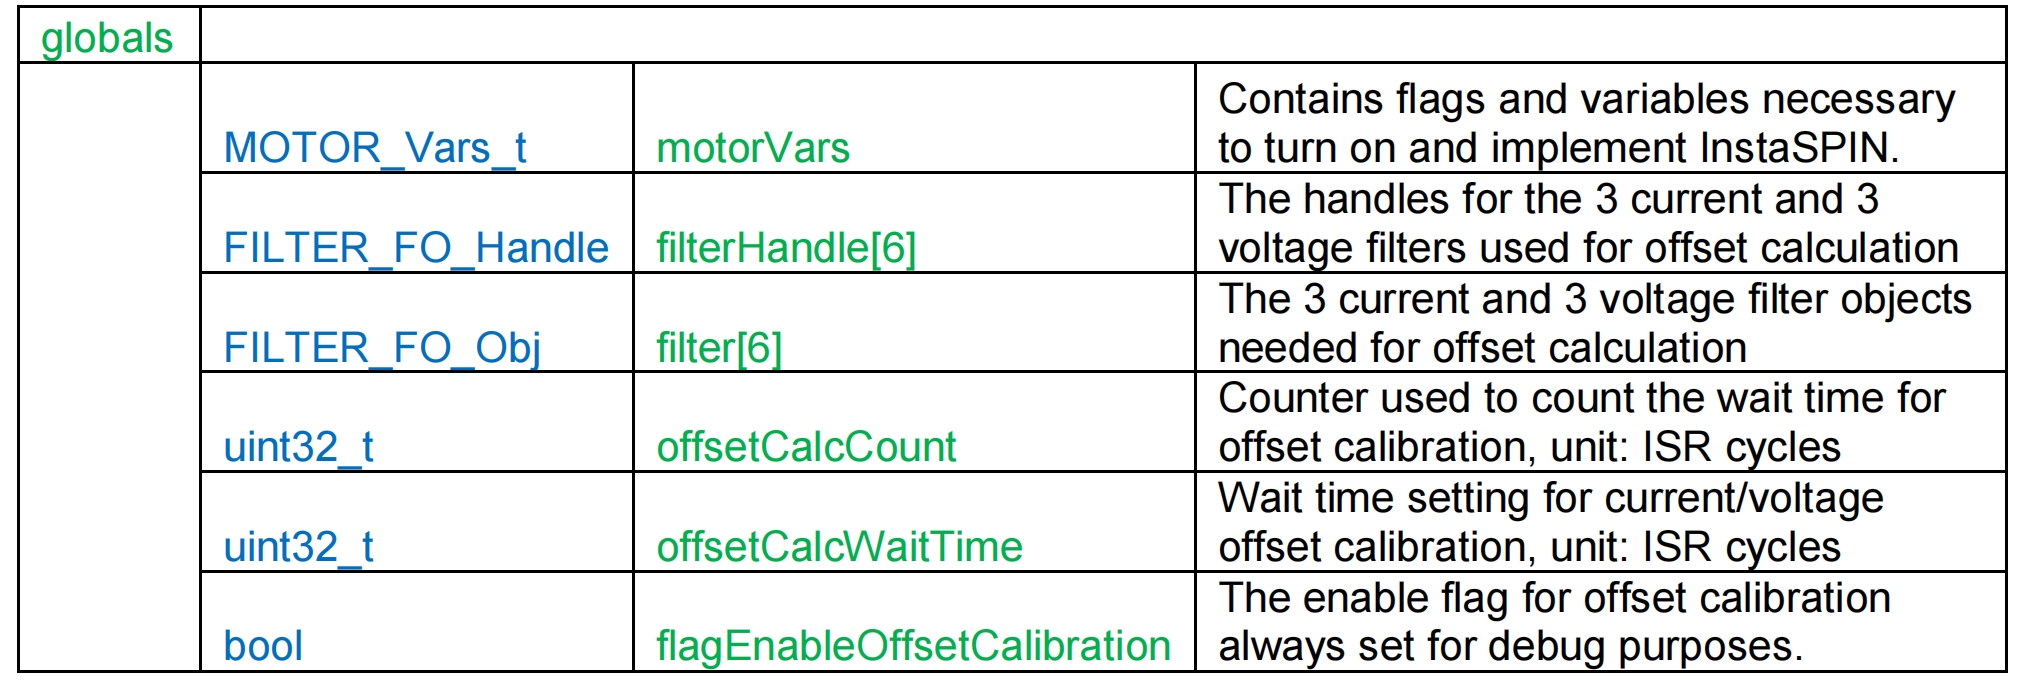 globals
MOTOR_Vars_t motorVars Contains flags and variables necessary
to turn on and implement InstaSPIN.
FILTER_FO_Handle filterHandle[6] The handles for the 3 current and 3
voltage filters used for offset calculation
FILTER_FO_Obj filter[6] The 3 current and 3 voltage filter objects
needed for offset calculation
uint32_t offsetCalcCount Counter used to count the wait time for
offset calibration, unit: ISR cycles
uint32_t offsetCalcWaitTime Wait time setting for current/voltage
offset calibration, unit: ISR cycles
bool flagEnableOffsetCalibration The enable flag for offset calibration
always set for debug purposes.